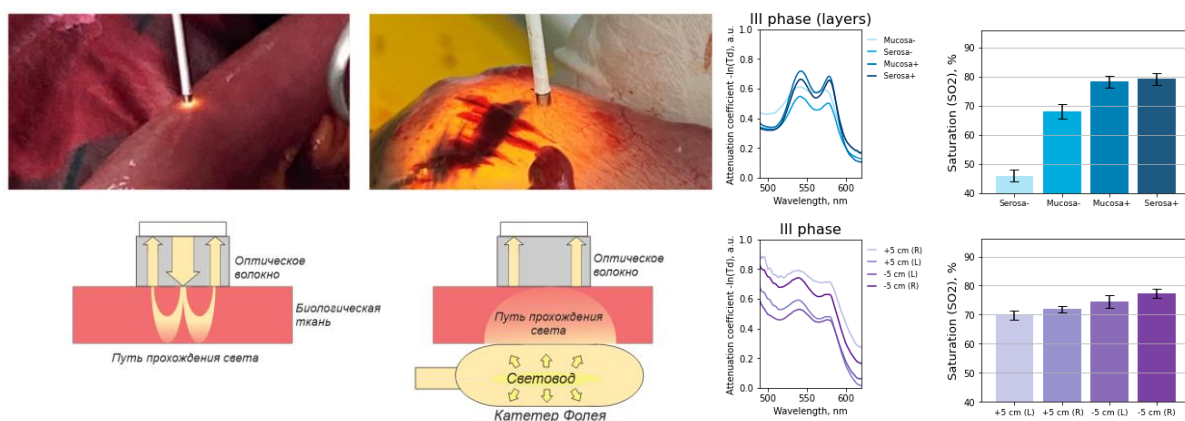 III phase (layers)
Attenuation coefficient -ln(Td), a.u.
1.0
0.8
0.6
0.4
0.2
0.0
500
550
600
Wavelength, nm
Mucosa-
Serosa-
Mucosa+
Serosa+
Saturation (SO2), %
90
80
70
60
50
40
Serosa-
Mucosa-
Mucosa+
Serosa+
Оптическое
волокно
Биологическая
ткань
Путь прохождения света
Оптическое
волокно
Путь прохождения
света
Световод
Катетер Фолея
III phase
Attenuation coefficient -ln(Td), a.u.
1.0
0.8
0.6
0.4
0.2
0.0
500
550
600
Wavelength, nm
+5 cm (R)
+5 cm (L)
-5 cm (L)
-5 cm (R)
Saturation (SO2), %
90
80
70
60
50
40
+5 cm (L)
+5 cm (R)
-5 cm (L)
-5 cm (R)